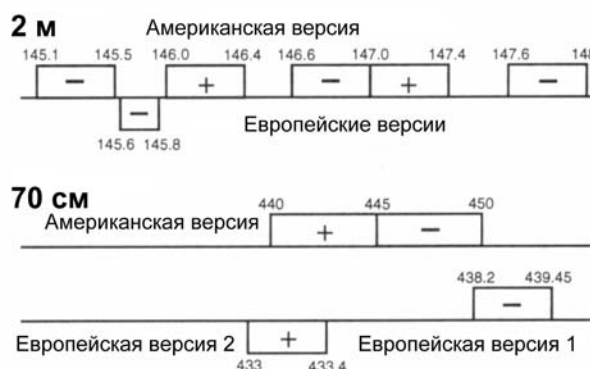 2 м
Американская версия
145.1 145.5 146.0 146.4 146.6 147.0 147.4 147.6
− + − + −
−
Европейские версии
145.6 145.8
70 см
Американская версия
440 445 450
+ −
438.2 439.45
−
Европейская версия 2 Европейская версия 1
+
433 433.4